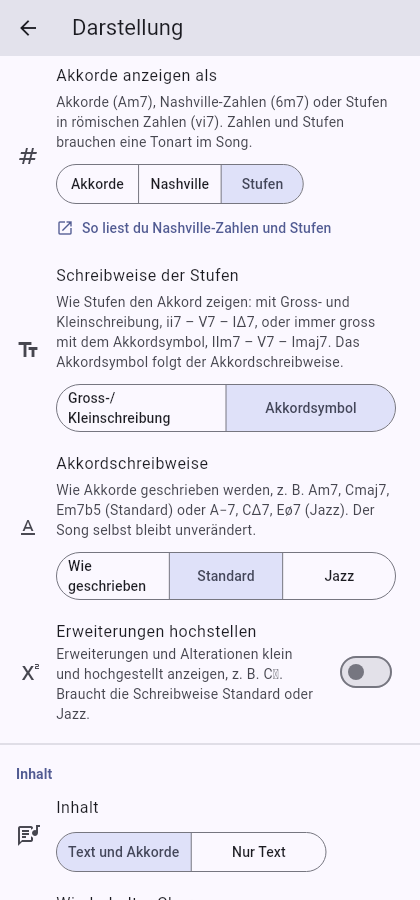 Darstellung
Akkorde anzeigen als
Akkorde (Am7), Nashville-Zahlen (6m7) oder Stufen
in römischen Zahlen (vi7). Zahlen und Stufen
brauchen eine Tonart im Song.
Akkorde
Nashville
Stufen
So liest du Nashville-Zahlen und Stufen
Schreibweise der Stufen
Wie Stufen den Akkord zeigen: mit Gross- und
Kleinschreibung, ii7 – V7 – IΔ7, oder immer gross
mit dem Akkordsymbol, IIm7 – V7 – Imaj7. Das
Akkordsymbol folgt der Akkordschreibweise.
Gross-/
Kleinschreibung
Akkordsymbol
Akkordschreibweise
Wie Akkorde geschrieben werden, z. B. Am7, Cmaj7,
Em7b5 (Standard) oder A−7, CΔ7, Eø7 (Jazz). Der
Song selbst bleibt unverändert.
Wie
geschrieben
Standard
Jazz
Erweiterungen hochstellen
Erweiterungen und Alterationen klein
und hochgestellt anzeigen, z. B. C.
Braucht die Schreibweise Standard oder
Jazz.
Inhalt
Inhalt
Text und Akkorde
Nur Text